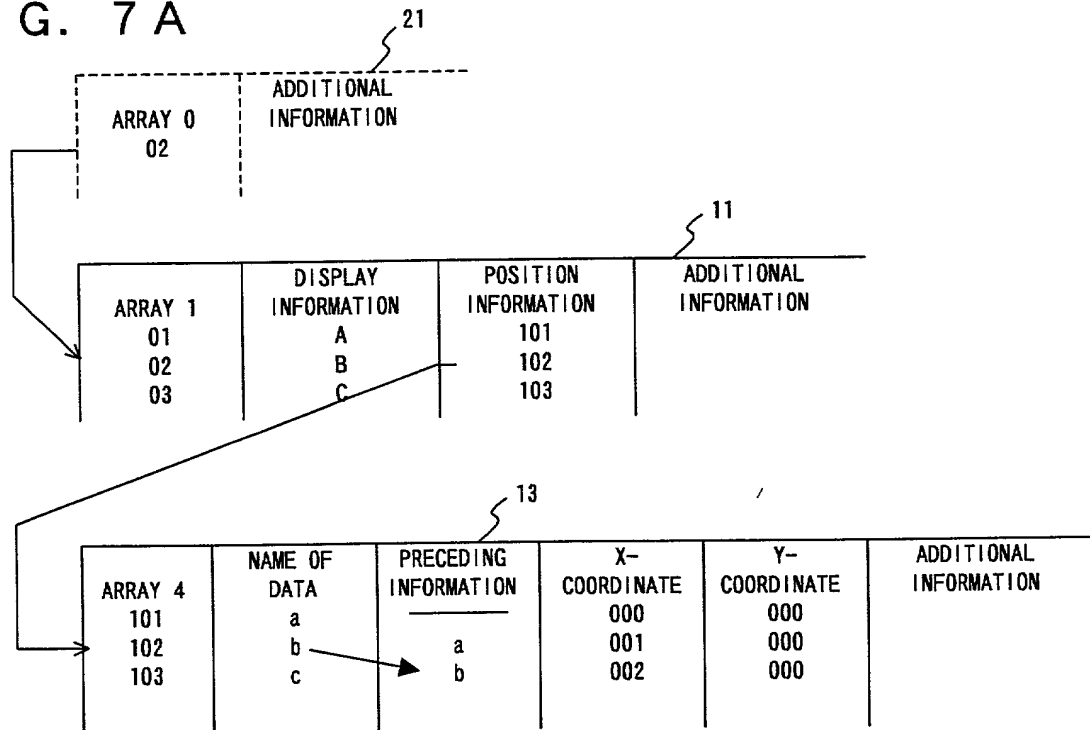 G. 7A
21
ARRAY 0 ADDITIONAL INFORMATION
02
11
ARRAY 1 DISPLAY INFORMATION POSITION INFORMATION ADDITIONAL INFORMATION
01 A 101
02 B 102
03 C 103
13
ARRAY 4 NAME OF DATA PRECEDING INFORMATION X-COORDINATE Y-COORDINATE ADDITIONAL INFORMATION
101 a 000 000
102 b a 001 000
103 c b 002 000